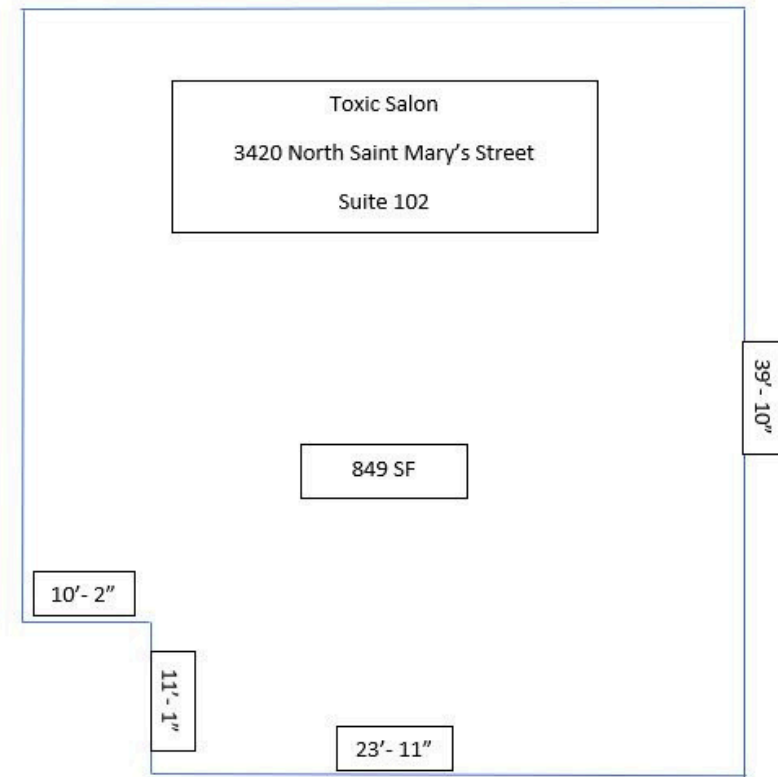 Toxic Salon
3420 North Saint Mary’s Street
Suite 102
39’- 10”
849 SF
10’- 2”
11’- 1”
23’- 11”